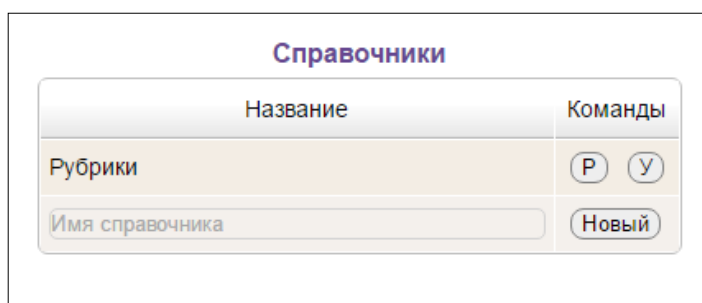 Справочники
Название Команды
Рубрики Р У
Имя справочника Новый